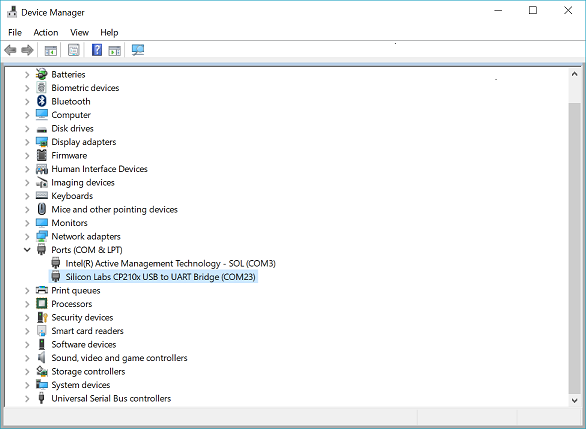 Device Manager
File Action View Help
Batteries
Biometric devices
Bluetooth
Computer
Disk drives
Display adapters
Firmware
Human Interface Devices
Imaging devices
Keyboards
Mice and other pointing devices
Monitors
Network adapters
Ports (COM & LPT)
Intel(R) Active Management Technology - SOL (COM3)
Silicon Labs CP210x USB to UART Bridge (COM23)
Print queues
Processors
Security devices
Smart card readers
Software devices
Sound, video and game controllers
Storage controllers
System devices
Universal Serial Bus controllers